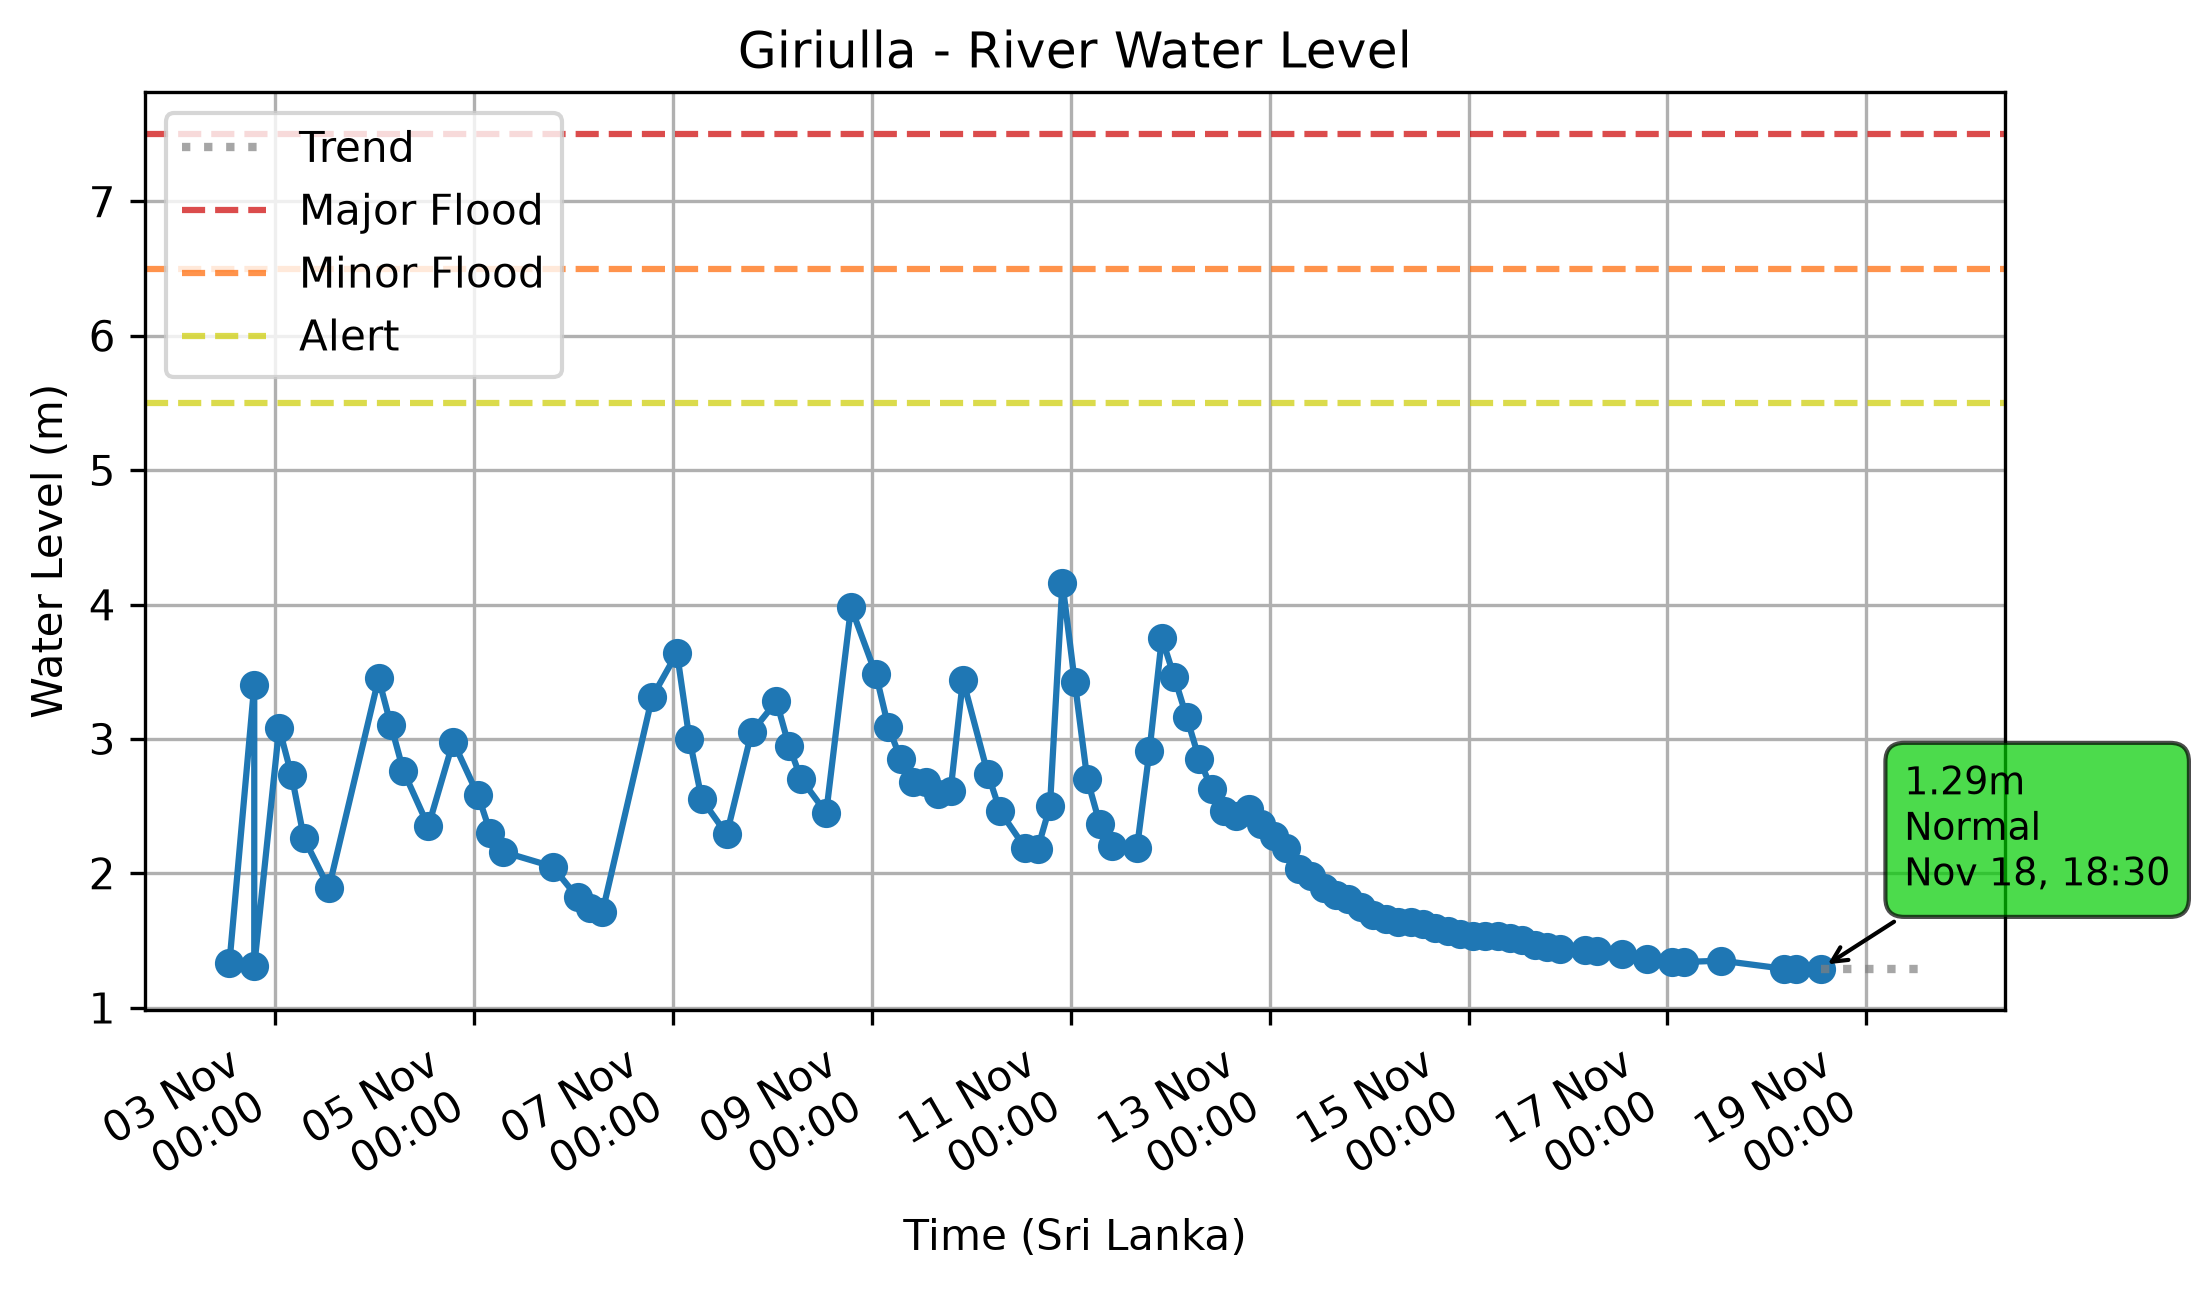 Giriulla - River Water Level
Trend
Major Flood
Minor Flood
Alert
Water Level (m)
7
6
5
4
3
2
1
1.29m
Normal
Nov 18, 18:30
03 Nov
00:00
05 Nov
00:00
07 Nov
00:00
09 Nov
00:00
11 Nov
00:00
13 Nov
00:00
15 Nov
00:00
17 Nov
00:00
19 Nov
00:00
Time (Sri Lanka)